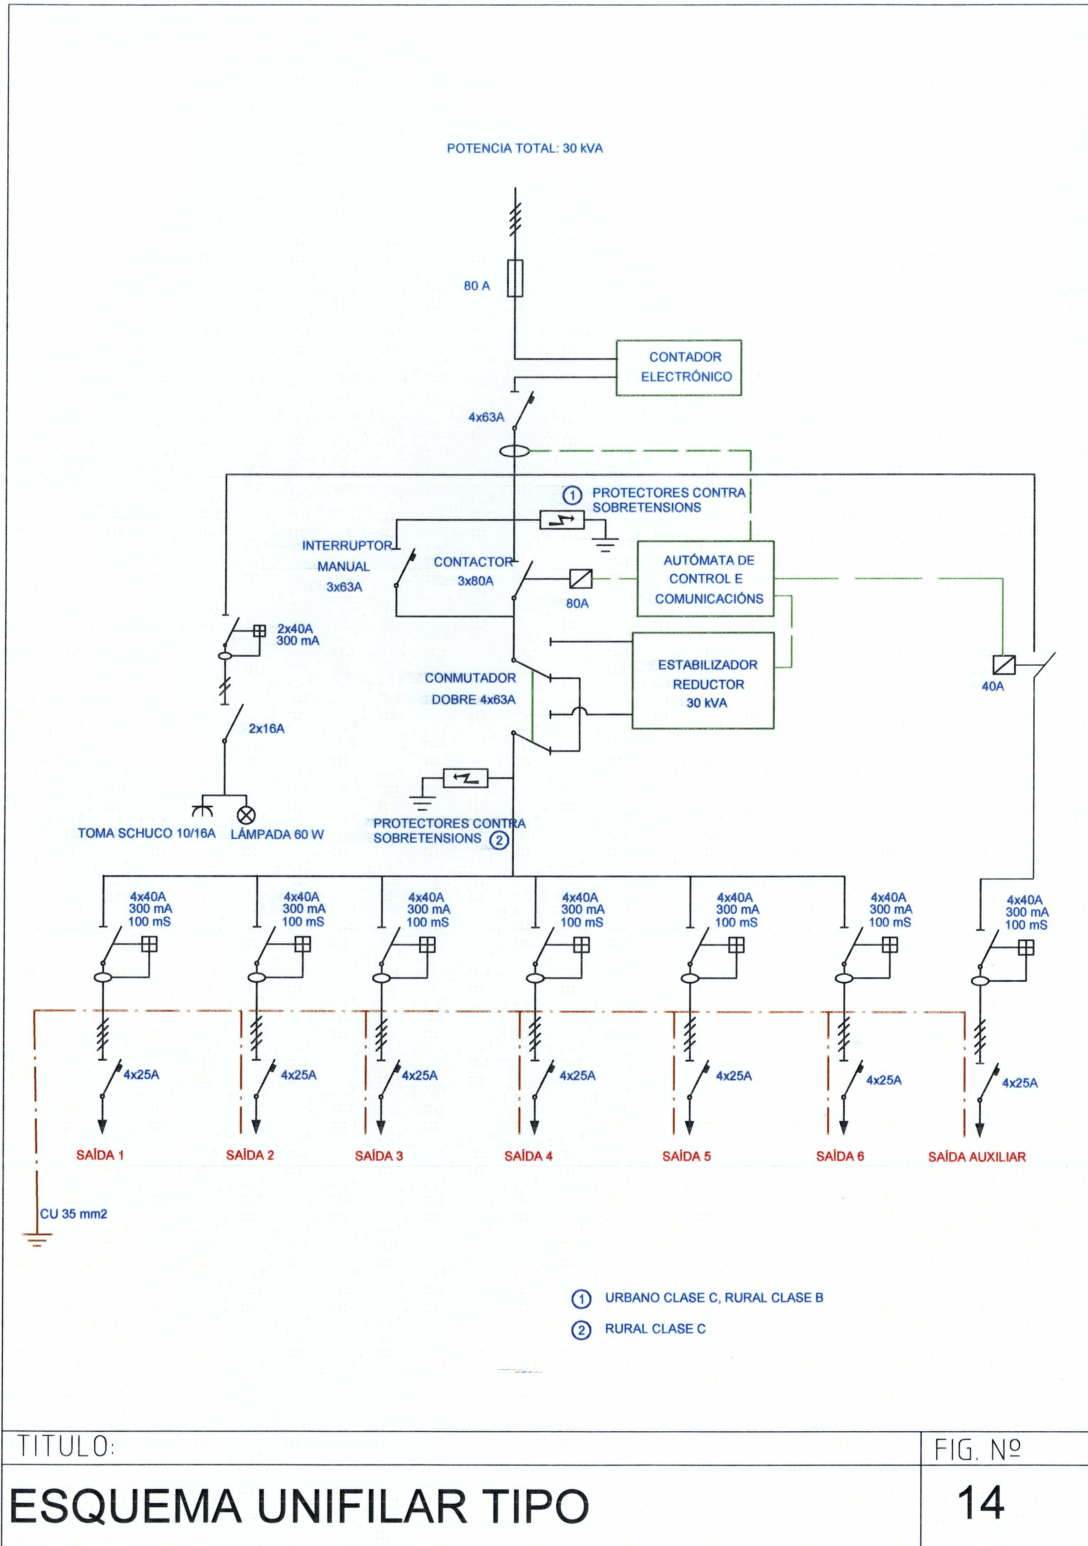 POTENCIA TOTAL: 30 kVA
80 A
CONTADOR
ELECTRÓNICO
4x63A
1 PROTECTORES CONTRA
SOBRETENSIONS
INTERRUPTOR
MANUAL
3x63A
CONTACTOR
3x80A
80A
AUTÓMATA DE
CONTROL E
COMUNICACIÓNS
2x40A
300 mA
2x16A
CONMUTADOR
DOBRE 4x63A
ESTABILIZADOR
REDUCTOR
30 kVA
40A
TOMA SCHUCO 10/16A
LÁMPADA 60 W
PROTECTORES CONTRA
SOBRETENSIONS 2
4x40A
300 mA
100 mS
4x40A
300 mA
100 mS
4x40A
300 mA
100 mS
4x40A
300 mA
100 mS
4x40A
300 mA
100 mS
4x40A
300 mA
100 mS
4x40A
300 mA
100 mS
4x25A
4x25A
4x25A
4x25A
4x25A
4x25A
4x25A
SAÍDA 1
SAÍDA 2
SAÍDA 3
SAÍDA 4
SAÍDA 5
SAÍDA 6
SAÍDA AUXILIAR
CU 35 mm2
1 URBANO CLASE C, RURAL CLASE B
2 RURAL CLASE C
TITULO:
FIG. Nº
ESQUEMA UNIFILAR TIPO
14